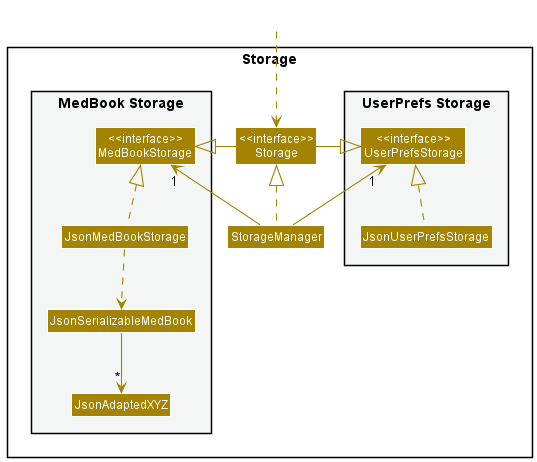 Storage
MedBook Storage
UserPrefs Storage
<<interface>>
MedBookStorage
<<interface>>
Storage
<<interface>>
UserPrefsStorage
1
1
JsonMedBookStorage
StorageManager
JsonUserPrefsStorage
JsonSerializableMedBook
*
JsonAdaptedXYZ